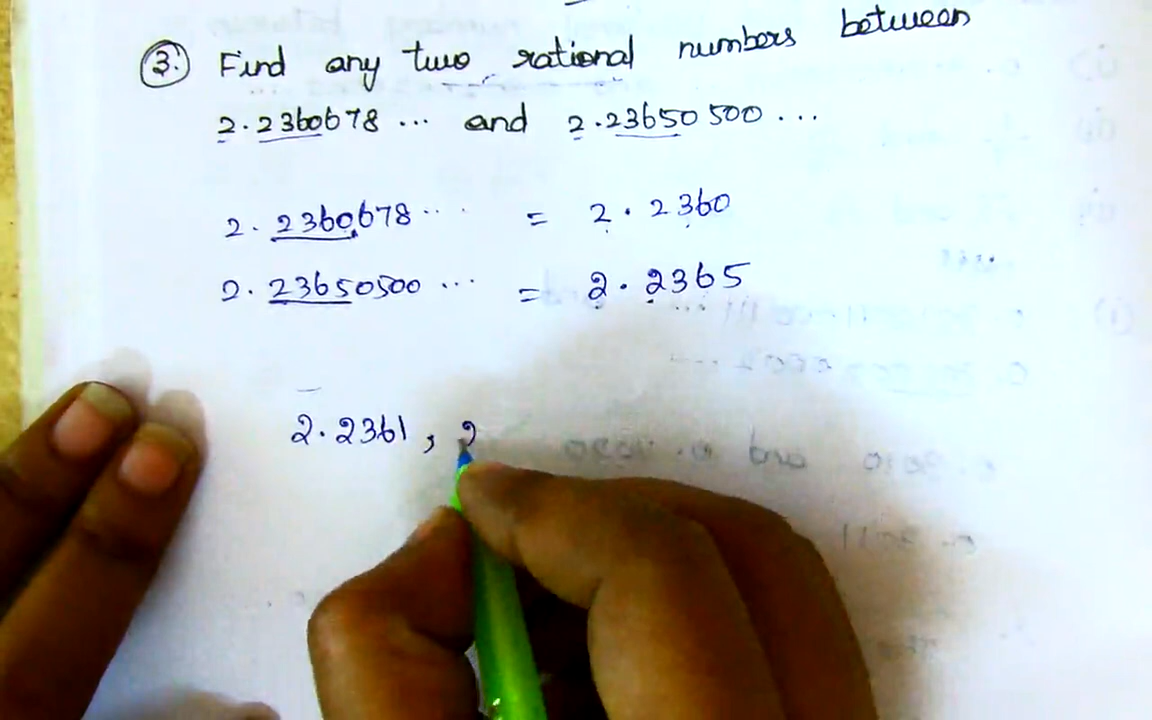 3. Find any two rational numbers between
2.2360678 ... and 2.23650500...
2.2360678.... = 2.2360
2.23650500... = 2.2365
2.2361, 2